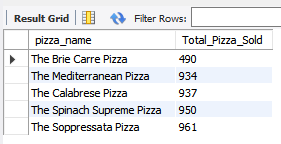 Result Grid Filter Rows:
pizza_name Total_Pizza_Sold
The Brie Carre Pizza 490
The Mediterranean Pizza 934
The Calabrese Pizza 937
The Spinach Supreme Pizza 950
The Soppressata Pizza 961